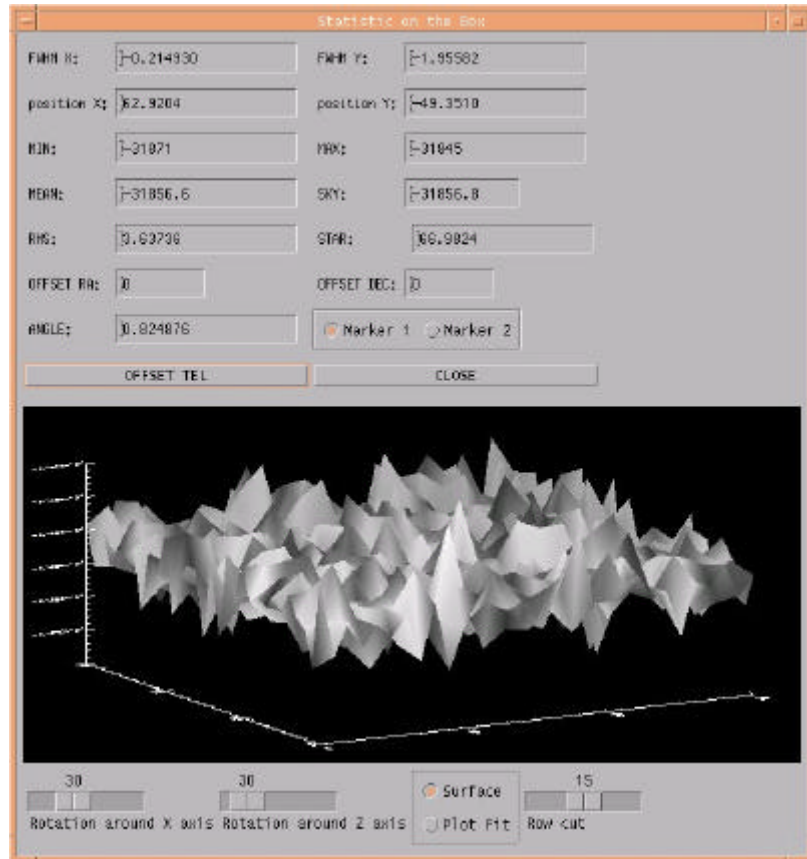 Statistic on the Box
FWHM X: -0.214930 FWHM Y: -1.95582
position X: 62.9204 position Y: -49.3510
MIN: -31871 MAX: -31845
MEAN: -31856.6 SKY: -31856.8
RMS: 3.63736 STAR: 66.9824
OFFSET RA: 0 OFFSET DEC: 0
ANGLE: 0.824876 Marker 1 Marker 2
OFFSET TEL CLOSE
30 30 Surface 15
Rotation around X axis Rotation around Z axis Plot Fit Row cut